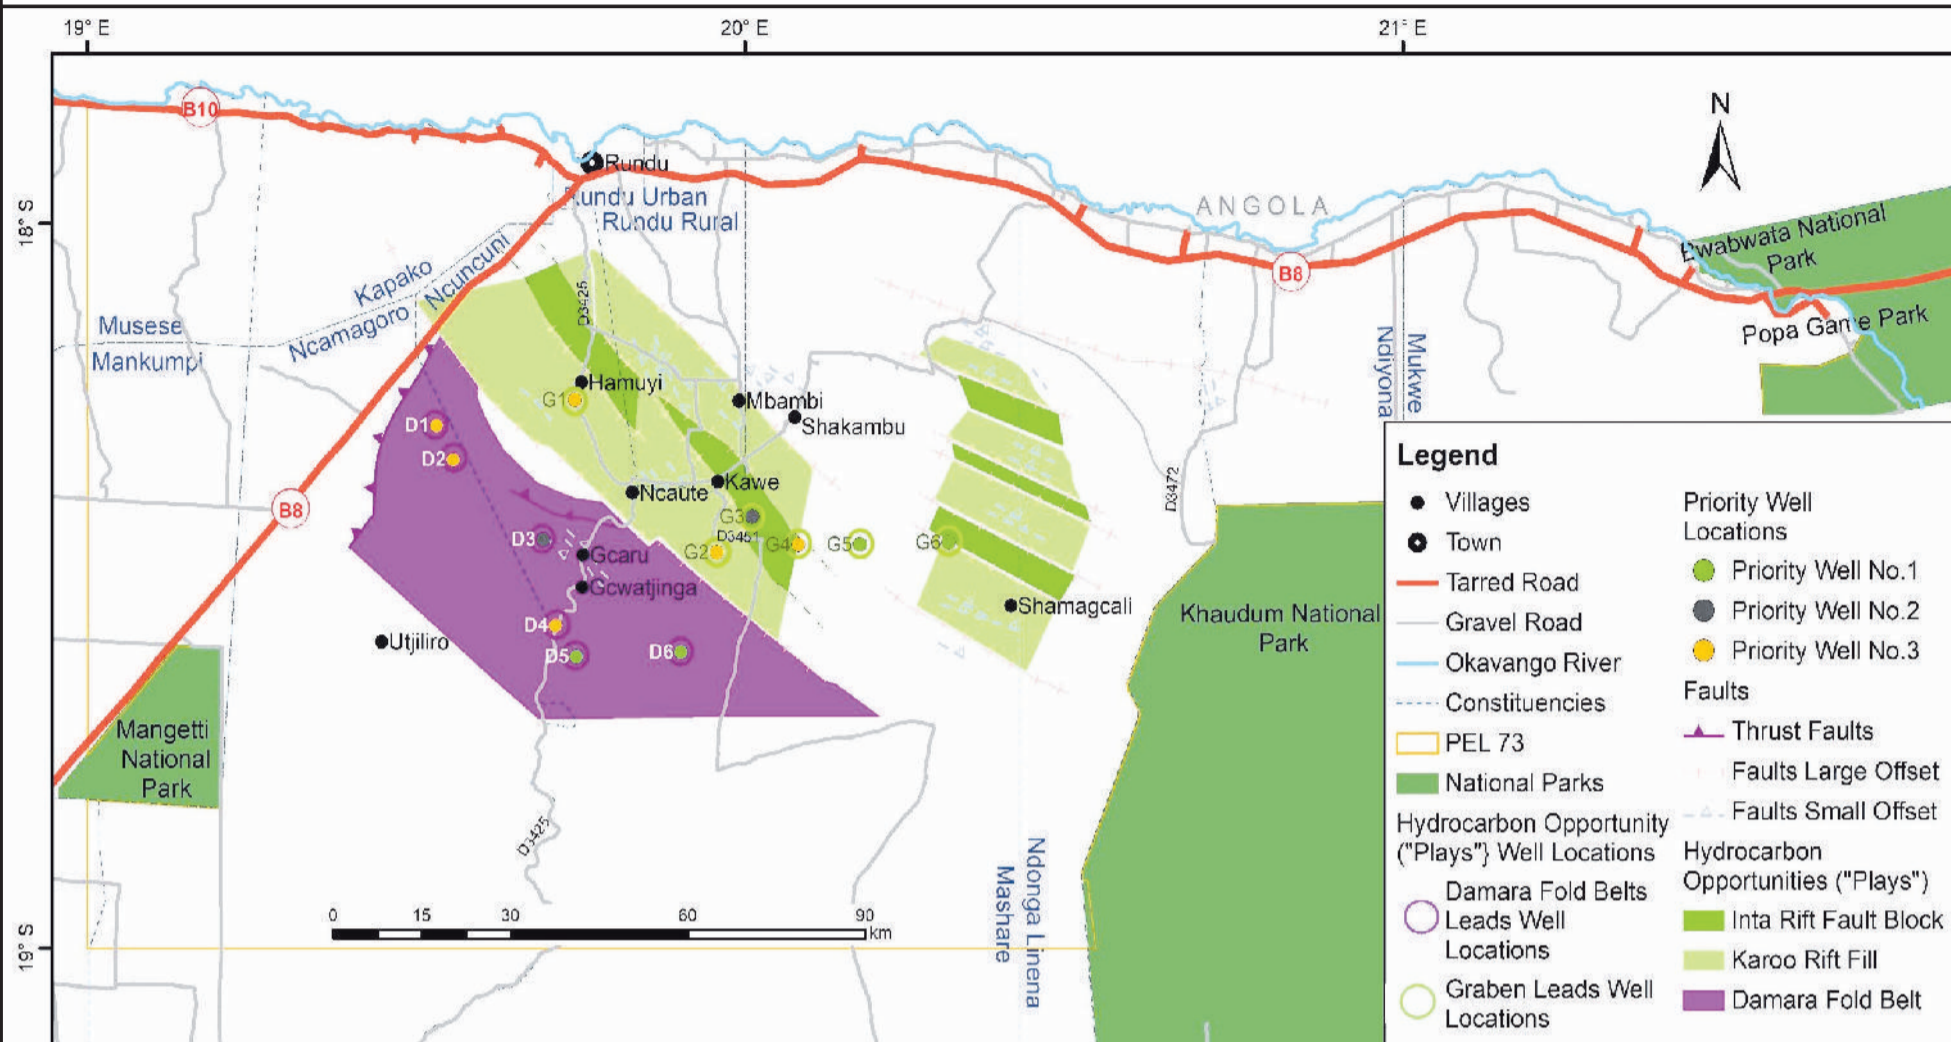 19° E
20° E
21° E
N
B10
Rundu
Rundu Urban
Rundu Rural
ANGOLA
18° S
Bwabwata National
Park
B8
Kapako
Ncuncuni
D3425
Popa Game Park
Musese
Mankumpi
Ncamagoro
Ndiyona
Mukwe
Hamuyi
G1
Mbambi
Shakambu
D1
D2
D3472
Kawe
Ncaute
B8
G3
D3451
G2
G4
G5
G6
D3
Gcaru
Gcwatjinga
Shamagcali
Khaudum National
Park
D4
Utjiliro
D5
D6
Mangetti
National
Park
D3425
Mashare
Ndonga Linena
19° S
0 15 30 60 90
km
Legend
Villages
Town
Tarred Road
Gravel Road
Okavango River
Constituencies
PEL 73
National Parks
Hydrocarbon Opportunity
("Plays"} Well Locations
Damara Fold Belts
Leads Well
Locations
Graben Leads Well
Locations
Priority Well
Locations
Priority Well No.1
Priority Well No.2
Priority Well No.3
Faults
Thrust Faults
Faults Large Offset
Faults Small Offset
Hydrocarbon
Opportunities ("Plays")
Inta Rift Fault Block
Karoo Rift Fill
Damara Fold Belt